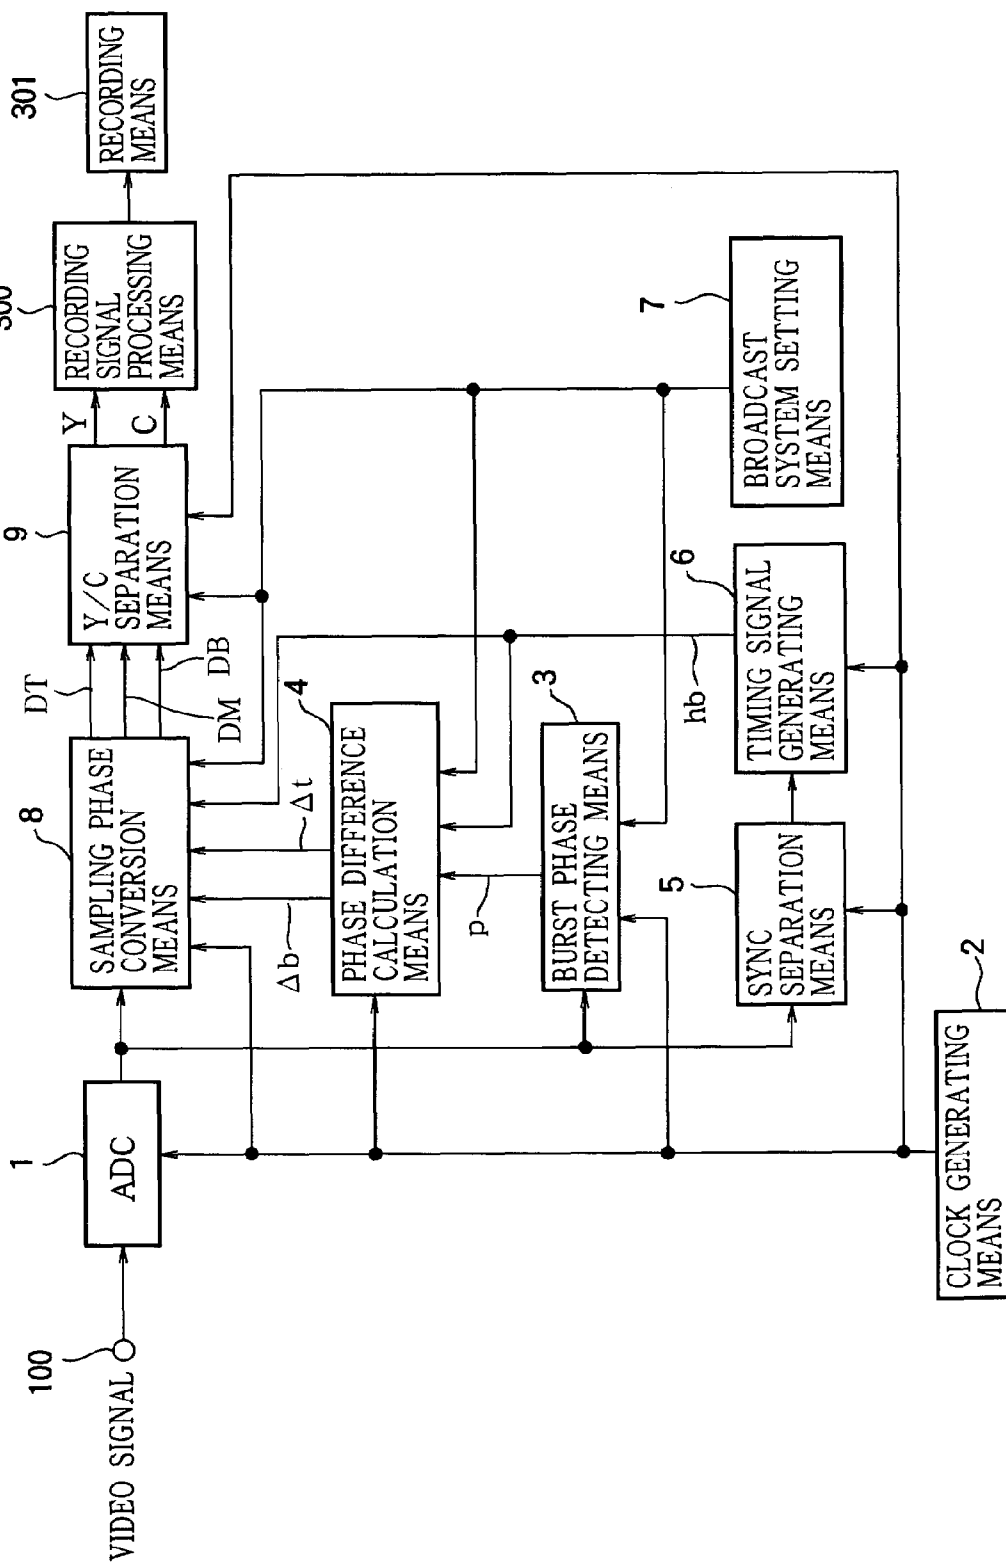 VIDEO SIGNAL
100
1
ADC
8
SAMPLING PHASE
CONVERSION
MEANS
DT
DM
DB
9
Y/C
SEPARATION
MEANS
Y
C
RECORDING
SIGNAL
PROCESSING
MEANS
301
RECORDING
MEANS
Δb
Δt
4
PHASE DIFFERENCE
CALCULATION
MEANS
p
3
BURST PHASE
DETECTING MEANS
5
SYNC
SEPARATION
MEANS
6
TIMING SIGNAL
GENERATING
MEANS
hb
7
BROADCAST
SYSTEM SETTING
MEANS
2
CLOCK GENERATING
MEANS